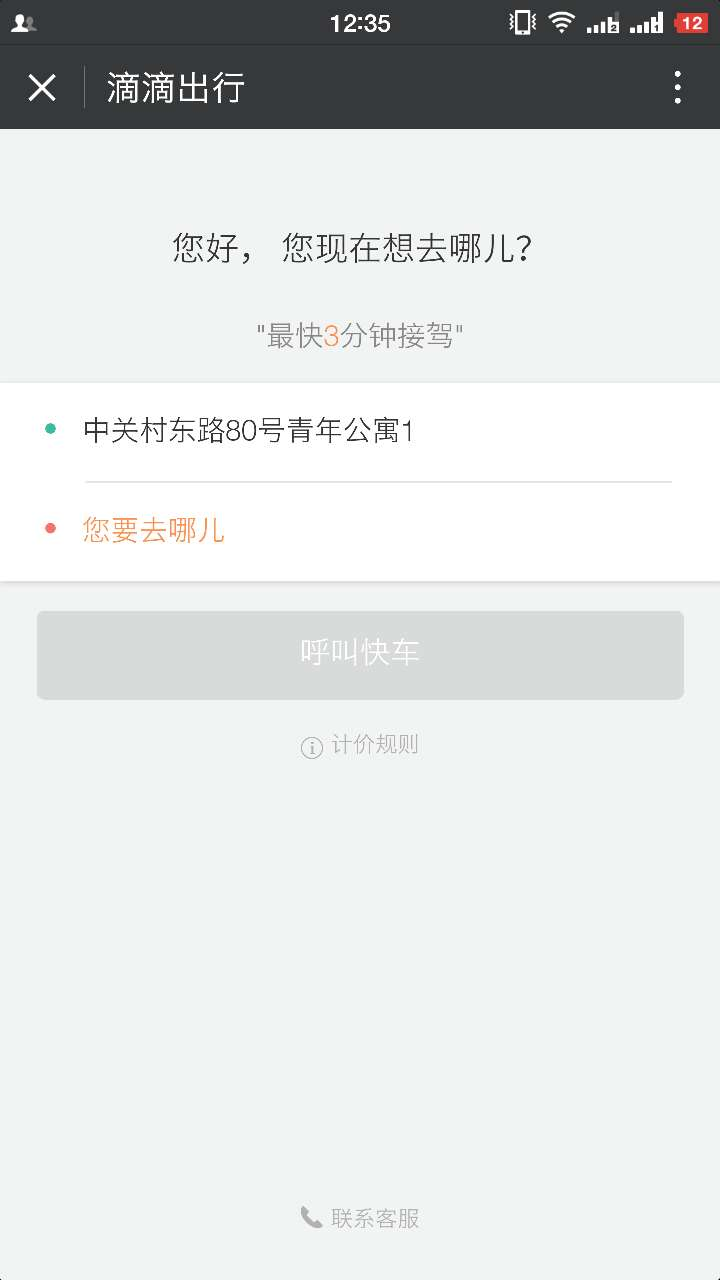 12:35
2
1
12
滴滴出行
您好， 您现在想去哪儿？
"最快3分钟接驾"
中关村东路80号青年公寓1
您要去哪儿
呼叫快车
计价规则
联系客服